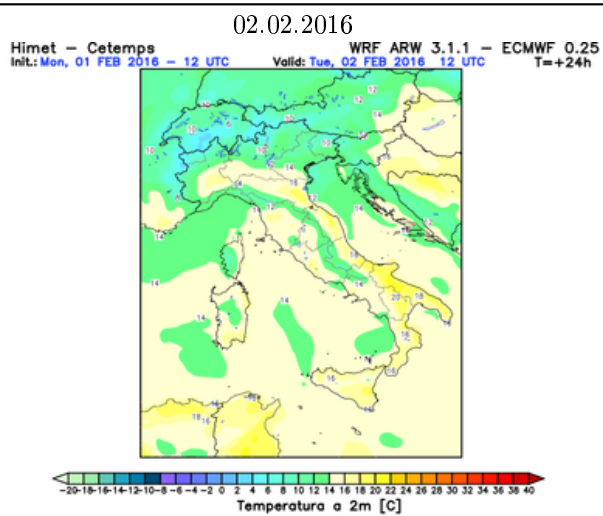 02.02.2016
Himet – Cetemps WRF ARW 3.1.1 – ECMWF 0.25
Init.: Mon, 01 FEB 2016 – 12 UTC Valid: Tue, 02 FEB 2016 12 UTC T=+24h
-20-18-16-14-12-10-8 -6 -4 -2 0 2 4 6 8 10 12 14 16 18 20 22 24 26 28 30 32 34 36 38 40
Temperatura a 2m [C]